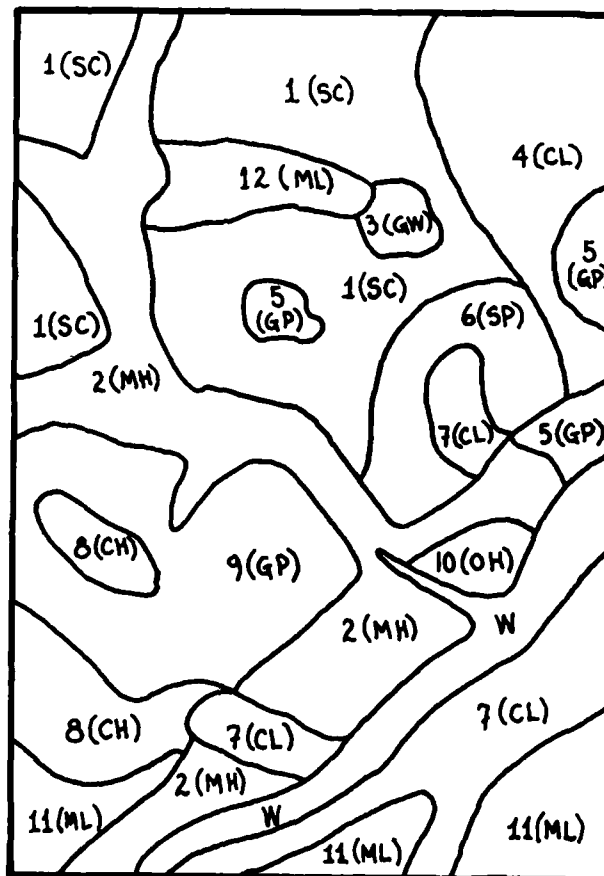 1(SC)
1(SC)
4(CL)
12(ML)
3(GW)
5
(GP)
1(SC)
5
(GP)
6(SP)
1(SC)
2(MH)
7(CL)
5(GP)
8(CH)
9(GP)
10(OH)
2(MH)
W
7(CL)
8(CH)
7(CL)
2(MH)
W
11(ML)
11(ML)
11(ML)